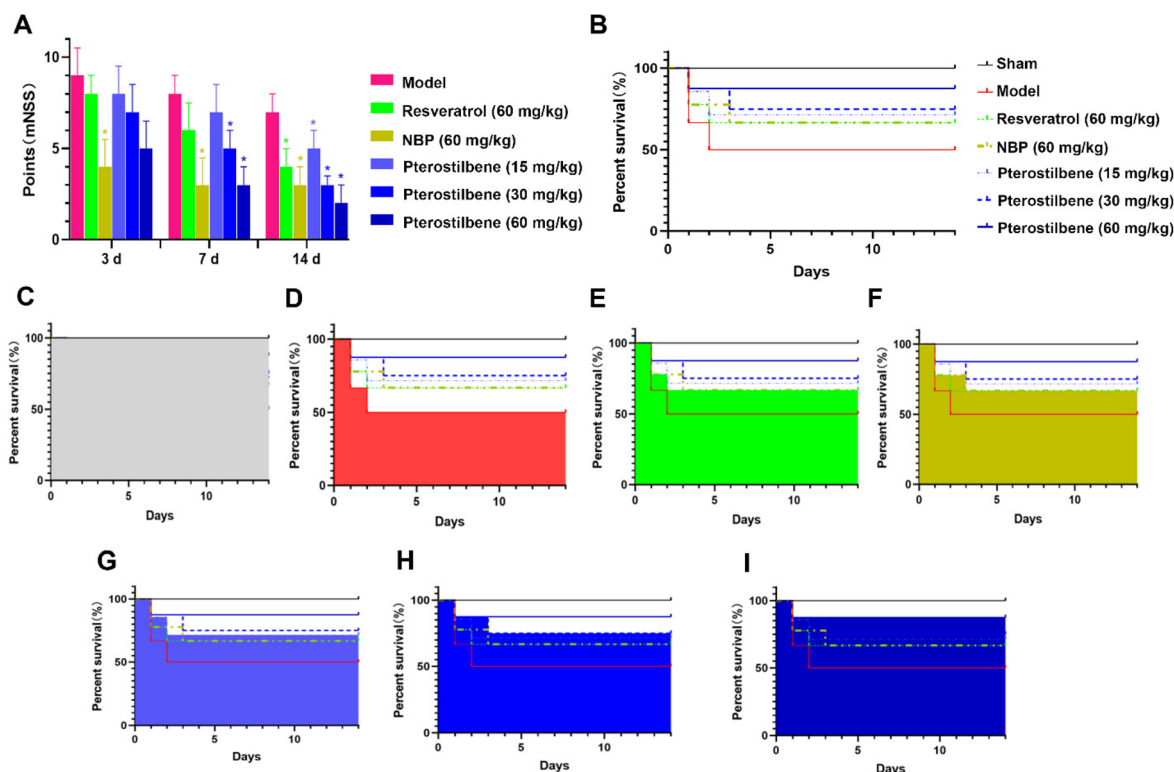 A
Points (mNSS)
10
5
0
*
*
*
*
*
*
*
*
*
3 d
7 d
14 d
Model
Resveratrol (60 mg/kg)
NBP (60 mg/kg)
Pterostilbene (15 mg/kg)
Pterostilbene (30 mg/kg)
Pterostilbene (60 mg/kg)
B
Percent survival(%)
100
50
0
0
5
10
Days
Sham
Model
Resveratrol (60 mg/kg)
NBP (60 mg/kg)
Pterostilbene (15 mg/kg)
Pterostilbene (30 mg/kg)
Pterostilbene (60 mg/kg)
C
Percent survival(%)
100
50
0
0
5
10
Days
D
Percent survival(%)
100
50
0
0
5
10
Days
E
Percent survival(%)
100
50
0
0
5
10
Days
F
Percent survival(%)
100
50
0
0
5
10
Days
G
Percent survival(%)
100
50
0
0
10
Days
H
Percent survival(%)
100
50
0
0
10
Days
I
Percent survival(%)
100
50
0
0
10
Days